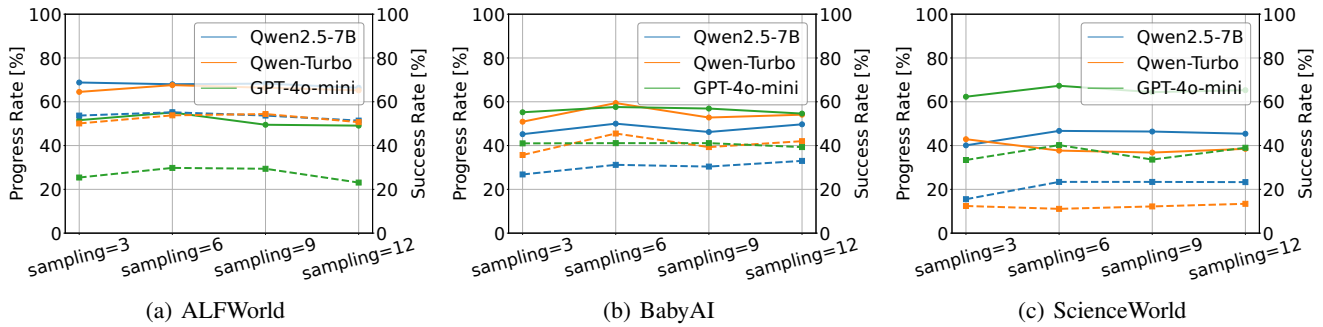 100
80
60
40
20
0
Progress Rate [%]
Qwen2.5-7B
Qwen-Turbo
GPT-4o-mini
100
80
60
40
20
0
Success Rate [%]
sampling=3
sampling=6
sampling=9
sampling=12
(a) ALFWorld
100
80
60
40
20
0
Progress Rate [%]
Qwen2.5-7B
Qwen-Turbo
GPT-4o-mini
100
80
60
40
20
0
Success Rate [%]
sampling=3
sampling=6
sampling=9
sampling=12
(b) BabyAI
100
80
60
40
20
0
Progress Rate [%]
Qwen2.5-7B
Qwen-Turbo
GPT-4o-mini
100
80
60
40
20
0
Success Rate [%]
sampling=3
sampling=6
sampling=9
sampling=12
(c) ScienceWorld